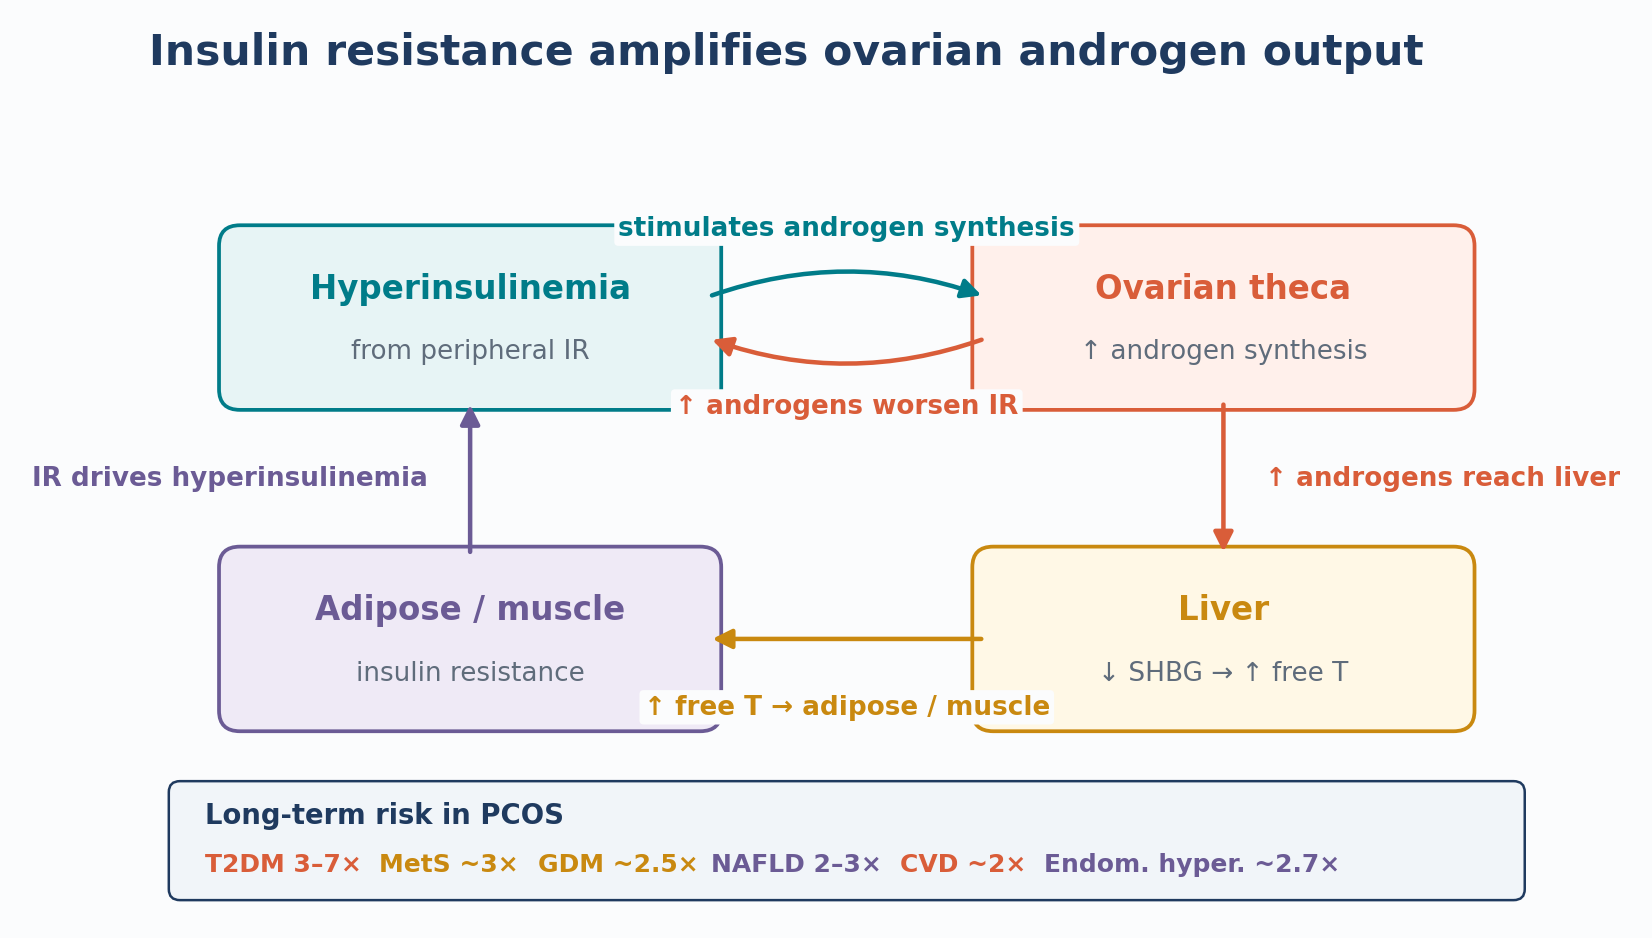 Insulin resistance amplifies ovarian androgen output
stimulates androgen synthesis
Hyperinsulinemia
from peripheral IR
Ovarian theca
↑ androgen synthesis
↑ androgens worsen IR
IR drives hyperinsulinemia
↑ androgens reach liver
Adipose / muscle
insulin resistance
Liver
↓ SHBG → ↑ free T
↑ free T → adipose / muscle
Long-term risk in PCOS
T2DM 3–7× MetS ~3× GDM ~2.5× NAFLD 2–3× CVD ~2× Endom. hyper. ~2.7×